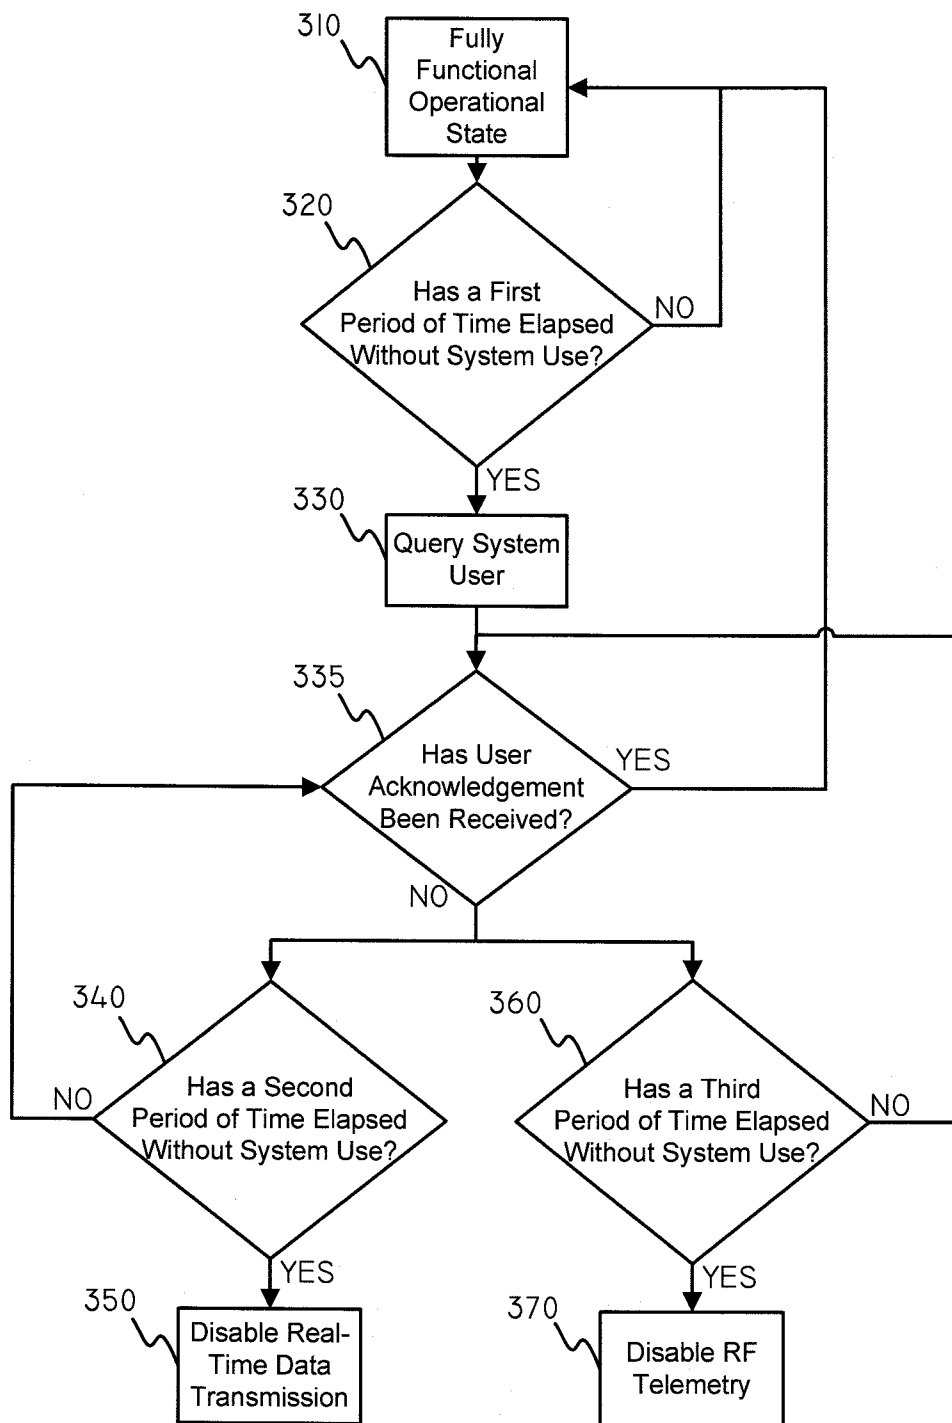 310
Fully
Functional
Operational
State
320
Has a First
Period of Time Elapsed
Without System Use?
NO
YES
330
Query System
User
335
Has User
Acknowledgement
Been Received?
YES
NO
340
Has a Second
Period of Time Elapsed
Without System Use?
NO
YES
360
Has a Third
Period of Time Elapsed
Without System Use?
NO
YES
350
Disable Real-
Time Data
Transmission
370
Disable RF
Telemetry